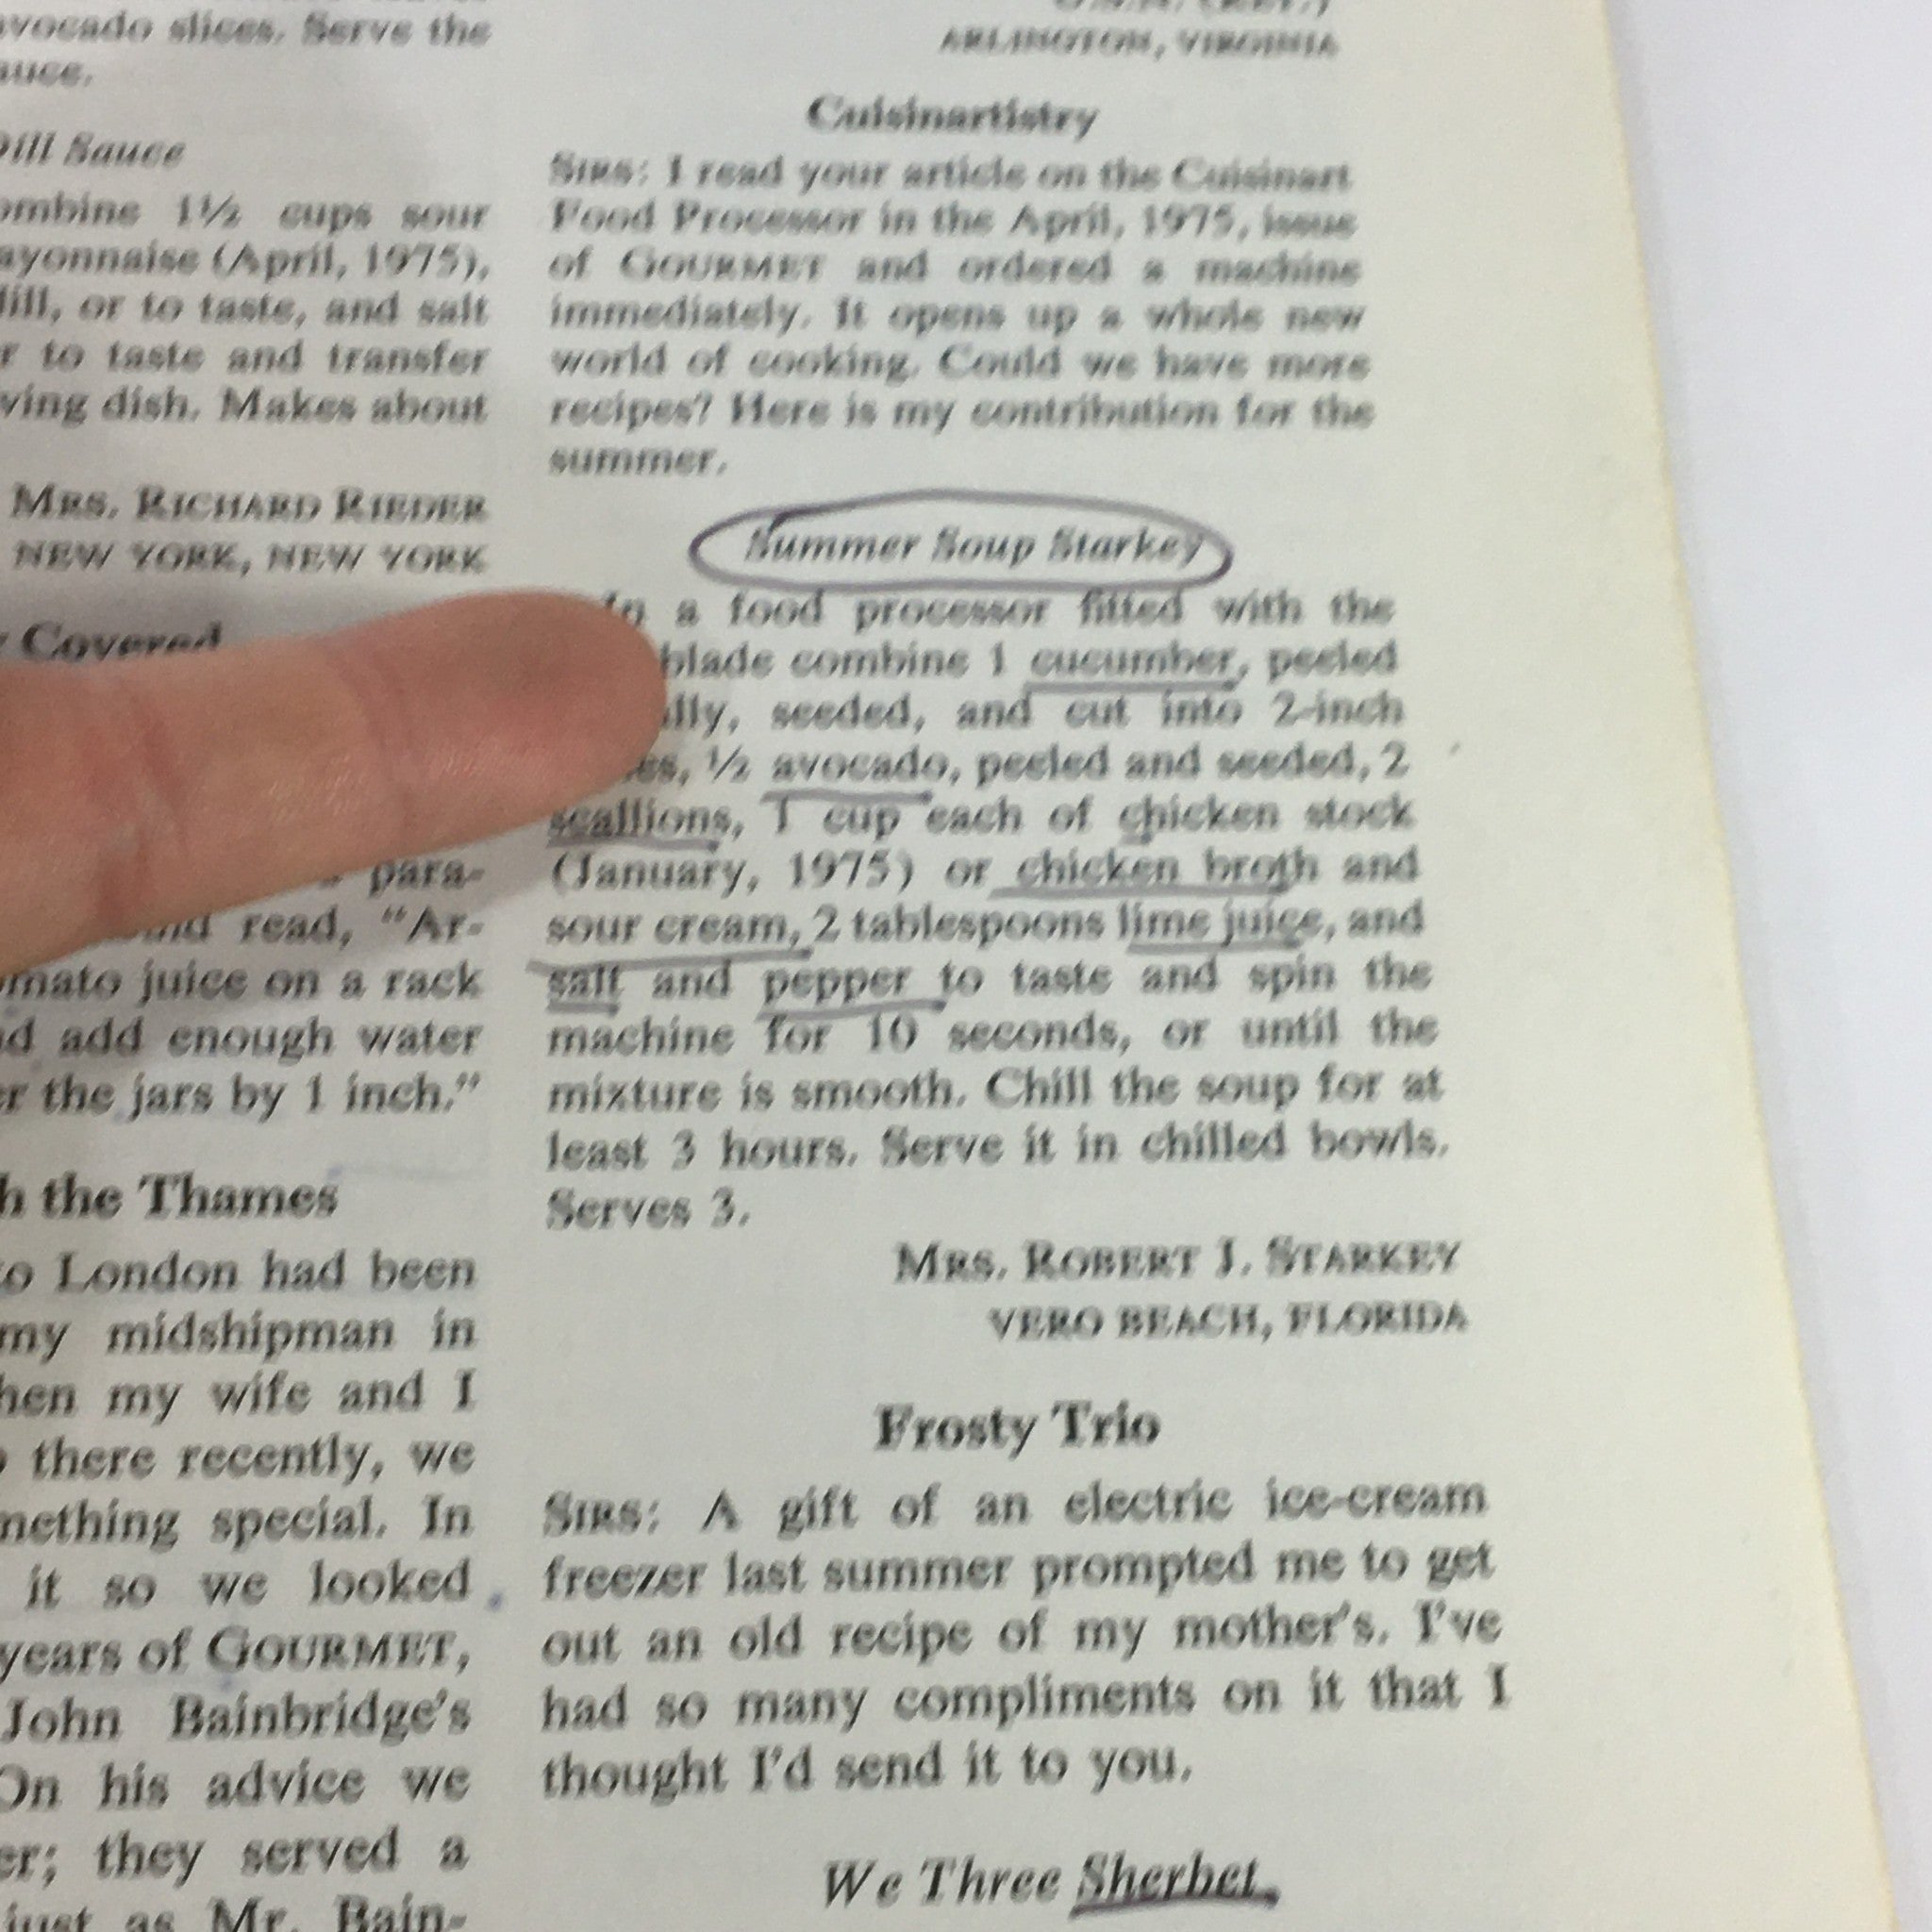 avocado slices. Serve the
Dill Sauce
1½ cups sour
mayonnaise (April, 1975),
dill, or to taste, and salt
to taste and transfer
dish. Makes about
MRS. RICHARD RIEDER
NEW YORK, NEW YORK
Covered
para-
read, "Ar-
juice on a rack
add enough water
the jars by 1 inch."
the Thames
London had been
my midshipman in
my wife and I
there recently, we
special. In
it so we looked
years of GOURMET,
John Bainbridge's
On his advice we
they served a
just as Mr. Bain-
ARLINGTON, VIRGINIA
Cuisinartistry
SIRS: I read your article on the Cuisinart
Food Processor in the April, 1975, issue
of GOURMET and ordered a machine
immediately. It opens up a whole new
world of cooking. Could we have more
recipes? Here is my contribution for the
summer.
Summer Soup Starkey
In a food processor fitted with the
blade combine 1 cucumber, peeled
seeded, and cut into 2-inch
½ avocado, peeled and seeded, 2
scallions, 1 cup each of chicken stock
(January, 1975) or chicken broth and
sour cream, 2 tablespoons lime juice, and
salt and pepper to taste and spin the
machine for 10 seconds, or until the
mixture is smooth. Chill the soup for at
least 3 hours. Serve it in chilled bowls.
Serves 3.
MRS. ROBERT J. STARKEY
VERO BEACH, FLORIDA
Frosty Trio
SIRS: A gift of an electric ice-cream
freezer last summer prompted me to get
out an old recipe of my mother's. I've
had so many compliments on it that I
thought I'd send it to you.
We Three Sherbet